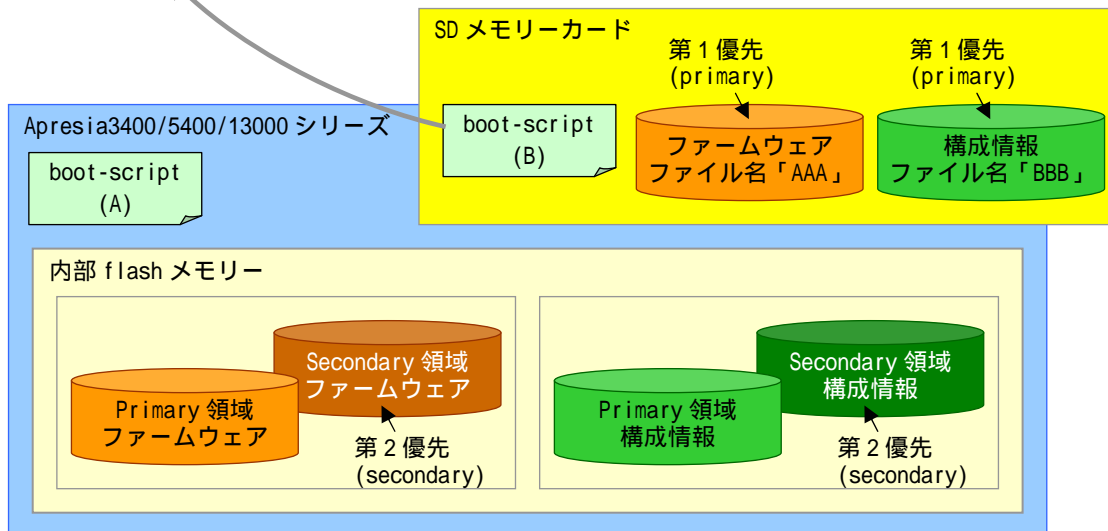 SD メモリーカード
第 1 優先
(primary)
第 1 優先
(primary)
boot-script
(B)
ファームウェア
ファイル名「AAA」
構成情報
ファイル名「BBB」
Apresia3400/5400/13000 シリーズ
boot-script
(A)
内部 flash メモリー
Secondary 領域
ファームウェア
Primary 領域
ファームウェア
第 2 優先
(secondary)
Secondary 領域
構成情報
Primary 領域
構成情報
第 2 優先
(secondary)